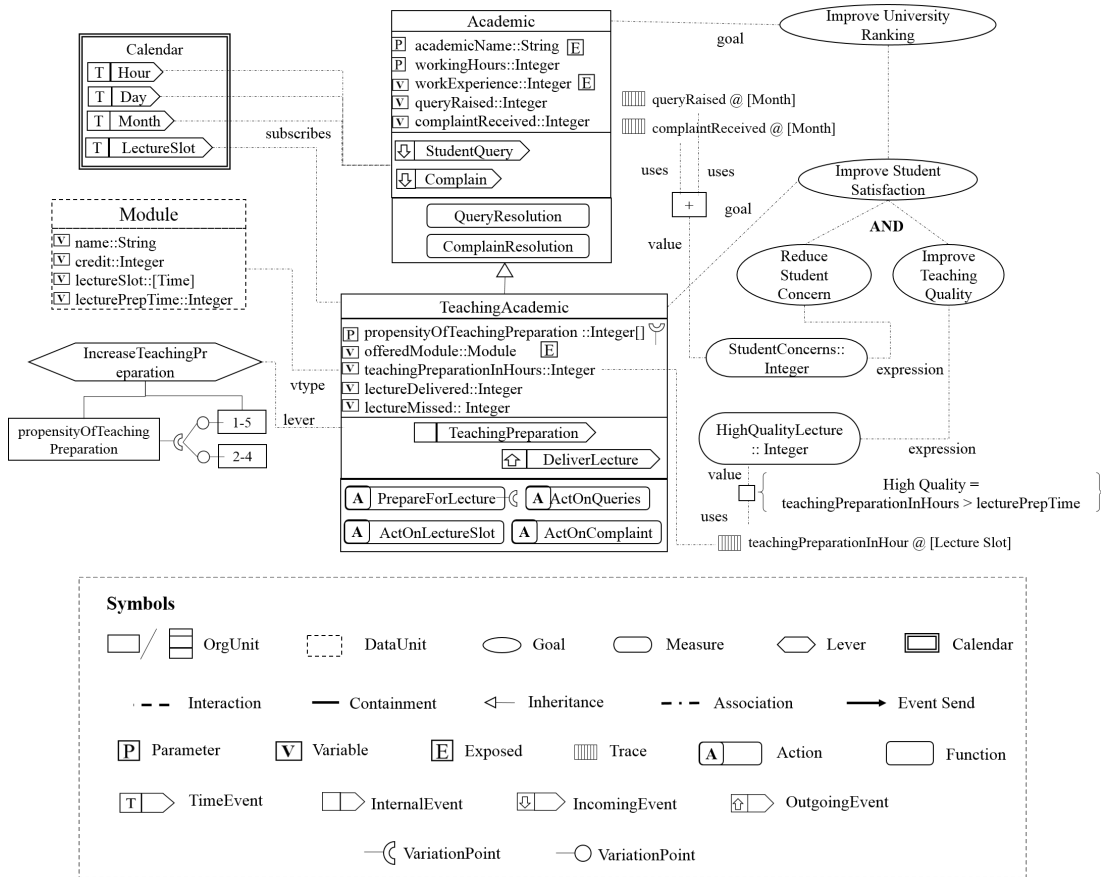 Academic
P academicName::String E
P workingHours::Integer
V workExperience::Integer E
V queryRaised::Integer
V complaintReceived::Integer
StudentQuery
Complain
QueryResolution
ComplainResolution
Improve University
Ranking
goal
Calendar
T Hour
T Day
T Month
T LectureSlot
subscribes
queryRaised @ [Month]
complaintReceived @ [Month]
uses
uses
+
goal
value
Improve Student
Satisfaction
AND
Reduce
Student
Concern
Improve
Teaching
Quality
Module
V name::String
V credit::Integer
V lectureSlot::[Time]
V lecturePrepTime::Integer
TeachingAcademic
P propensityOfTeachingPreparation ::Integer[]
V offeredModule::Module E
V teachingPreparationInHours::Integer
V lectureDelivered::Integer
V lectureMissed:: Integer
TeachingPreparation
DeliverLecture
A PrepareForLecture
A ActOnQueries
A ActOnLectureSlot
A ActOnComplaint
StudentConcerns::
Integer
expression
IncreaseTeachingPr
eparation
vtype
lever
propensityOfTeaching
Preparation
1-5
2-4
HighQualityLecture
:: Integer
expression
value
High Quality =
teachingPreparationInHours > lecturePrepTime
uses
teachingPreparationInHour @ [Lecture Slot]
Symbols
/ OrgUnit
DataUnit
Goal
Measure
Lever
Calendar
Interaction
Containment
Inheritance
Association
Event Send
P Parameter
V Variable
E Exposed
Trace
A Action
Function
T TimeEvent
InternalEvent
IncomingEvent
OutgoingEvent
VariationPoint
VariationPoint